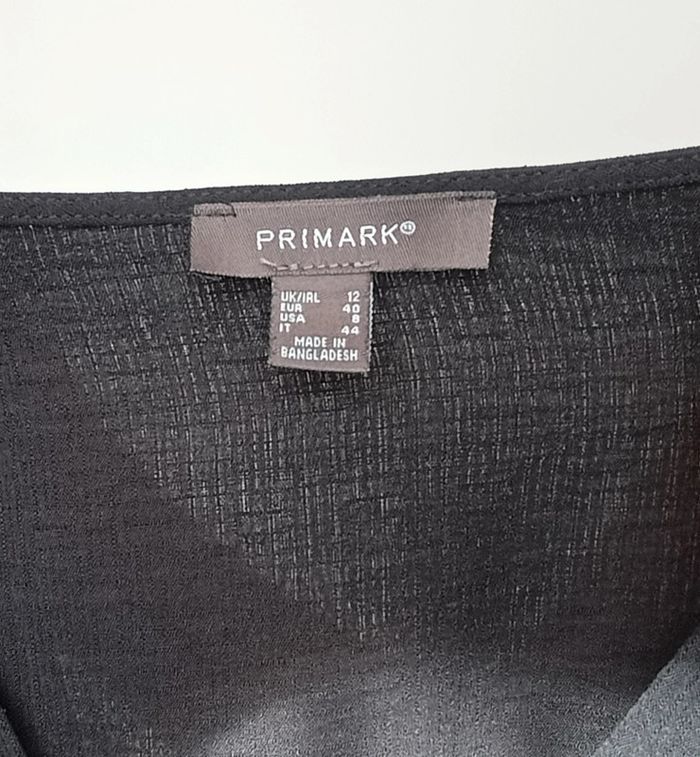 PRIMARK®
UK/IRL 12
EUR 40
USA 8
IT 44
MADE IN
BANGLADESH